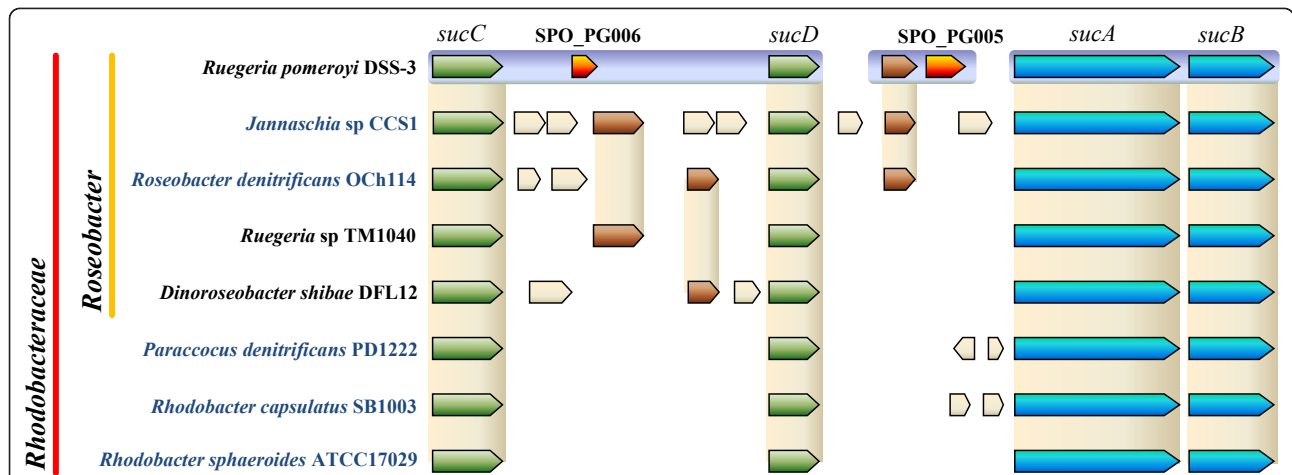 sucC SPO_PG006 sucD SPO_PG005 sucA sucB
Ruegeria pomeroyi DSS-3
Jannaschia sp CCS1
Roseobacter denitrificans OCh114
Ruegeria sp TM1040
Dinoroseobacter shibae DFL12
Paraccocus denitrificans PD1222
Rhodobacter capsulatus SB1003
Rhodobacter sphaeroides ATCC17029
Rhodobacteraceae
Roseobacter